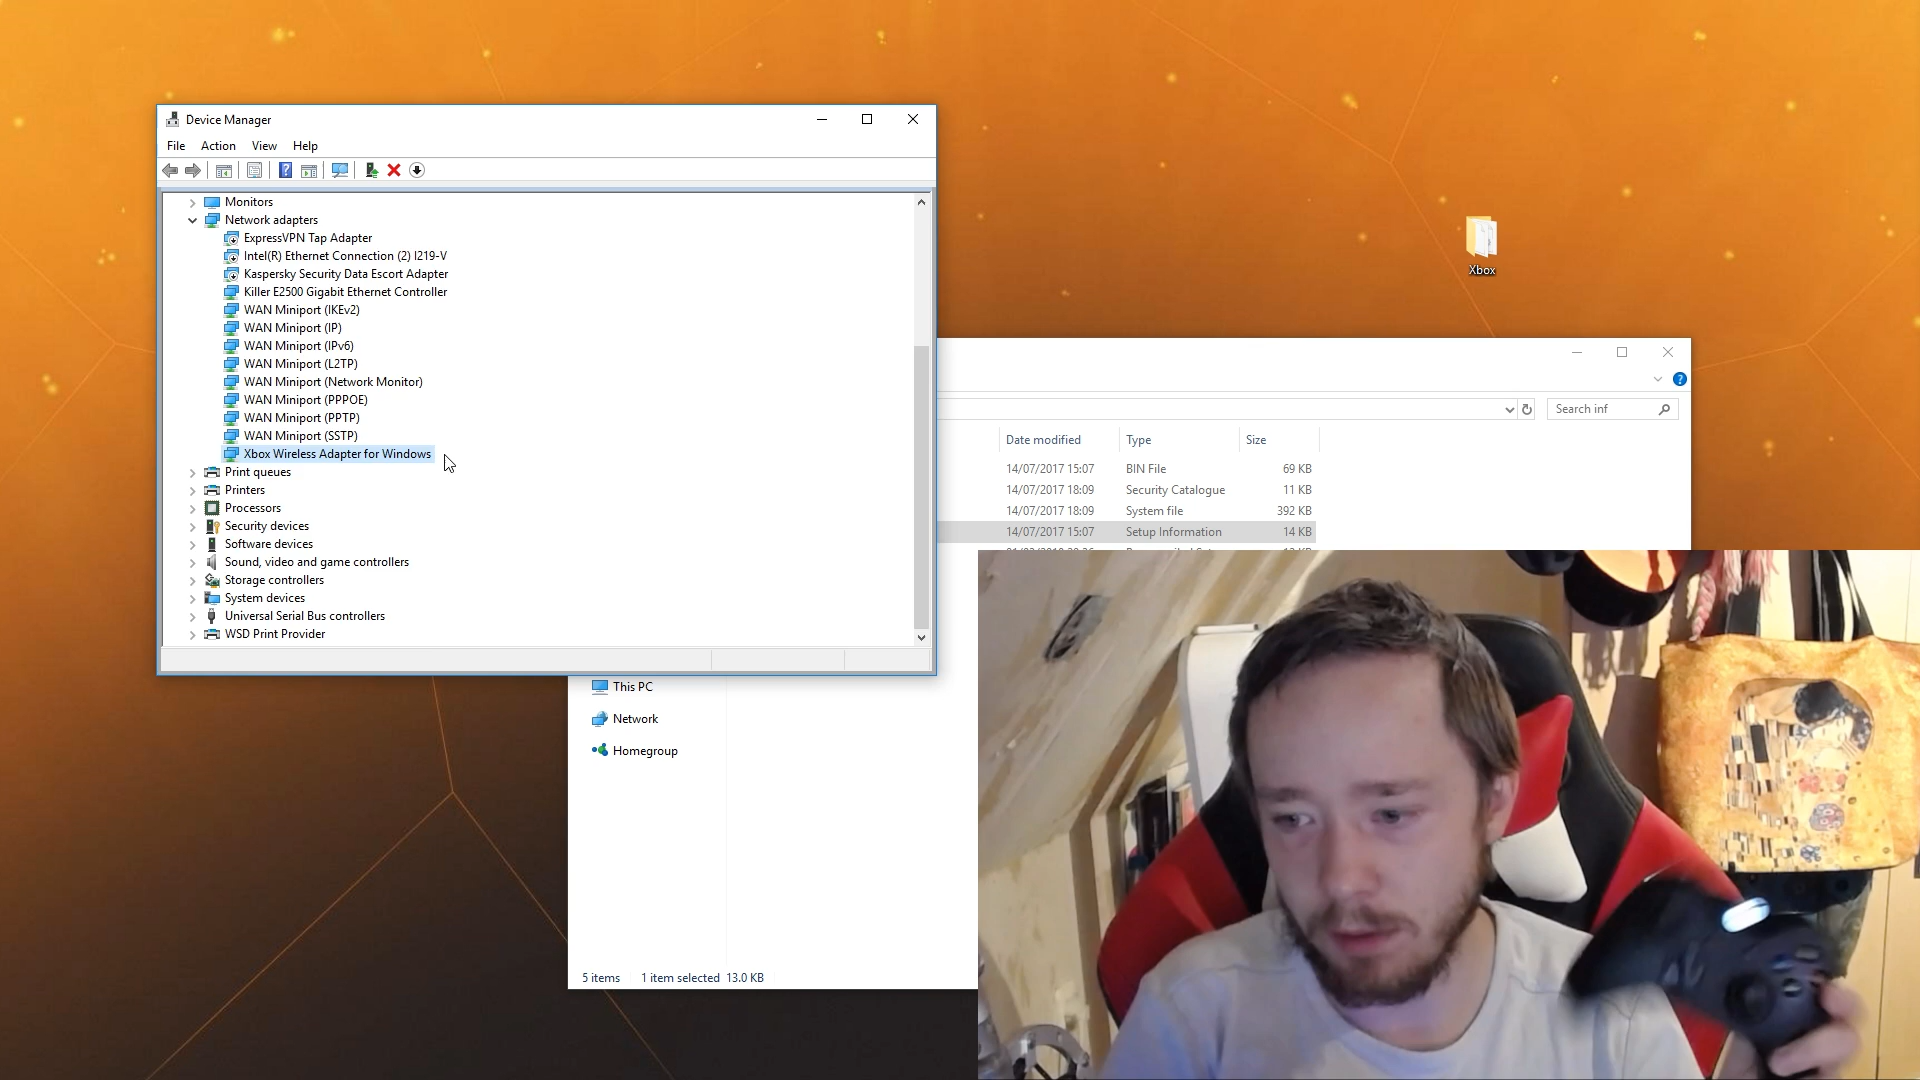 Device Manager
File Action View Help
Monitors
Network adapters
ExpressVPN Tap Adapter
Intel(R) Ethernet Connection (2) I219-V
Kaspersky Security Data Escort Adapter
Killer E2500 Gigabit Ethernet Controller
WAN Miniport (IKEv2)
WAN Miniport (IP)
WAN Miniport (IPv6)
WAN Miniport (L2TP)
WAN Miniport (Network Monitor)
WAN Miniport (PPPOE)
WAN Miniport (PPTP)
WAN Miniport (SSTP)
Xbox Wireless Adapter for Windows
Print queues
Printers
Processors
Security devices
Software devices
Sound, video and game controllers
Storage controllers
System devices
Universal Serial Bus controllers
WSD Print Provider
Xbox
Search inf
Date modified Type Size
14/07/2017 15:07 BIN File 69 KB
14/07/2017 18:09 Security Catalogue 11 KB
14/07/2017 18:09 System file 392 KB
14/07/2017 15:07 Setup Information 14 KB
This PC
Network
Homegroup
5 items 1 item selected 13.0 KB